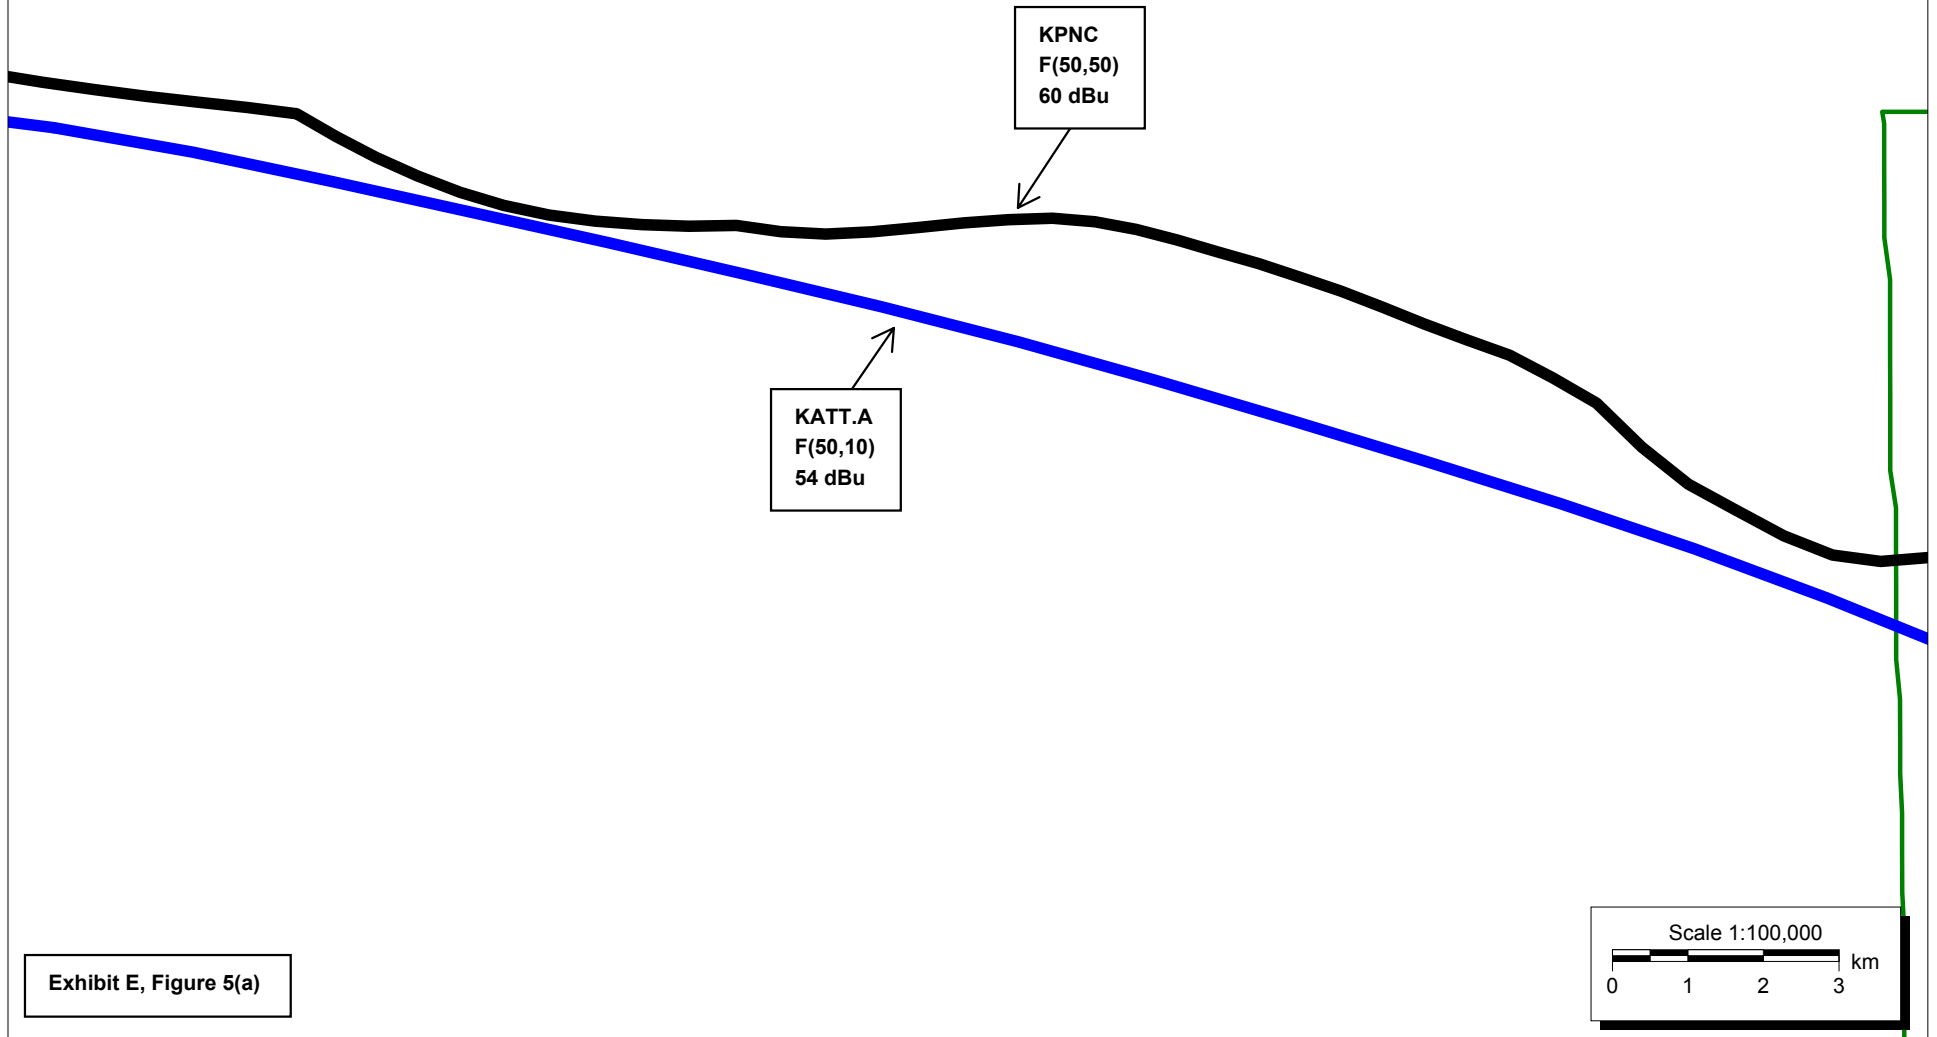 KPNC
F(50,50)
60 dBu
KATT.A
F(50,10)
54 dBu
Exhibit E, Figure 5(a)
Scale 1:100,000
km
0 1 2 3